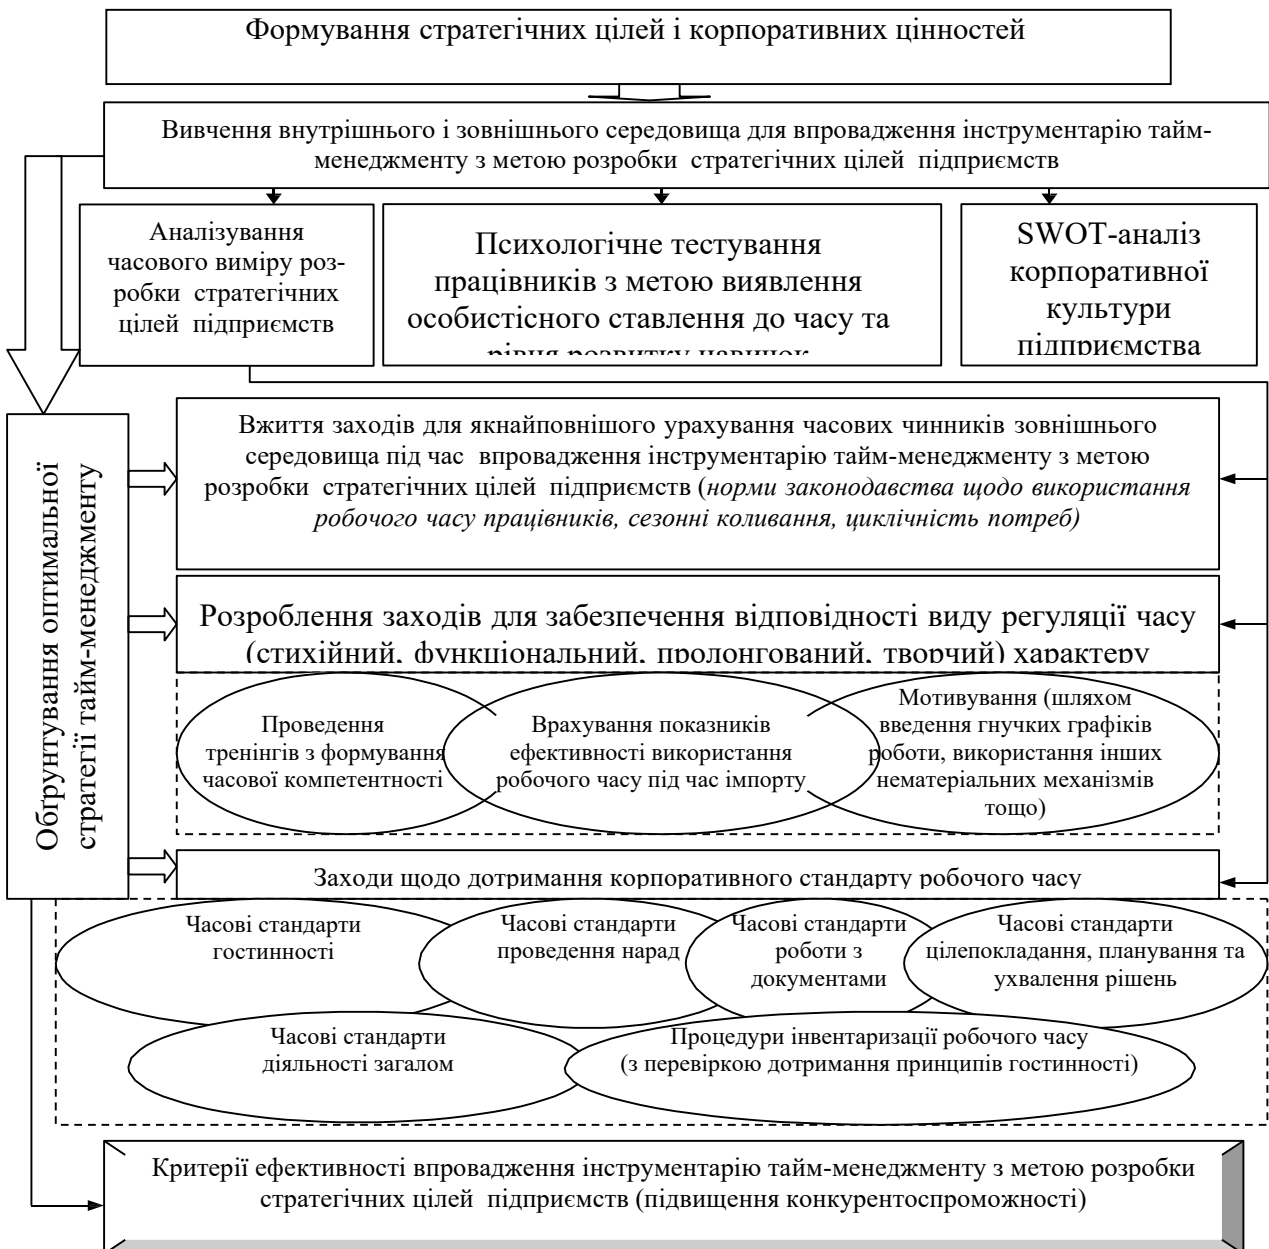 Формування стратегічних цілей і корпоративних цінностей
Вивчення внутрішнього і зовнішнього середовища для впровадження інструментарію тайм-
менеджменту з метою розробки стратегічних цілей підприємств
Аналізування
часового виміру роз-
робки стратегічних
цілей підприємств
Психологічне тестування
працівників з метою виявлення
особистісного ставлення до часу та
рівня розвитку навичок
SWOT-аналіз
корпоративної
культури
підприємства
Обґрунтування оптимальної
стратегії тайм-менеджменту
Вжиття заходів для якнайповнішого урахування часових чинників зовнішнього
середовища під час впровадження інструментарію тайм-менеджменту з метою
розробки стратегічних цілей підприємств (норми законодавства щодо використання
робочого часу працівників, сезонні коливання, циклічність потреб)
Розроблення заходів для забезпечення відповідності виду регуляції часу
(стихійний, функціональний, пролонгований, творчий) характеру
Проведення
тренінгів з формування
часової компетентності
Врахування показників
ефективності використання
робочого часу під час імпорту
Мотивування (шляхом
введення гнучких графіків
роботи, використання інших
нематеріальних механізмів
тощо)
Заходи щодо дотримання корпоративного стандарту робочого часу
Часові стандарти
гостинності
Часові стандарти
проведення нарад
Часові стандарти
роботи з
документами
Часові стандарти
цілепокладання, планування та
ухвалення рішень
Часові стандарти
діяльності загалом
Процедури інвентаризації робочого часу
(з перевіркою дотримання принципів гостинності)
Критерії ефективності впровадження інструментарію тайм-менеджменту з метою розробки
стратегічних цілей підприємств (підвищення конкурентоспроможності)